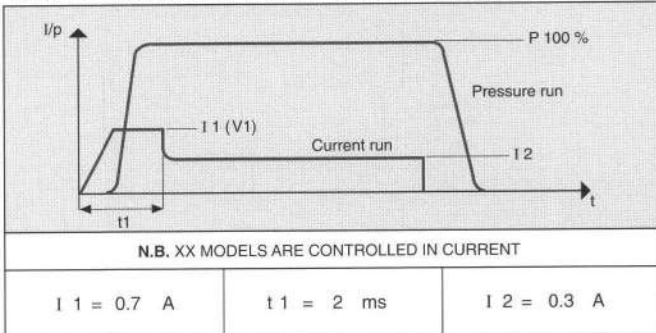 I/p
P 100 %
Pressure run
I 1 (V1)
Current run
I 2
t
t1
N.B. XX MODELS ARE CONTROLLED IN CURRENT
I 1 = 0.7 A
t 1 = 2 ms
I 2 = 0.3 A